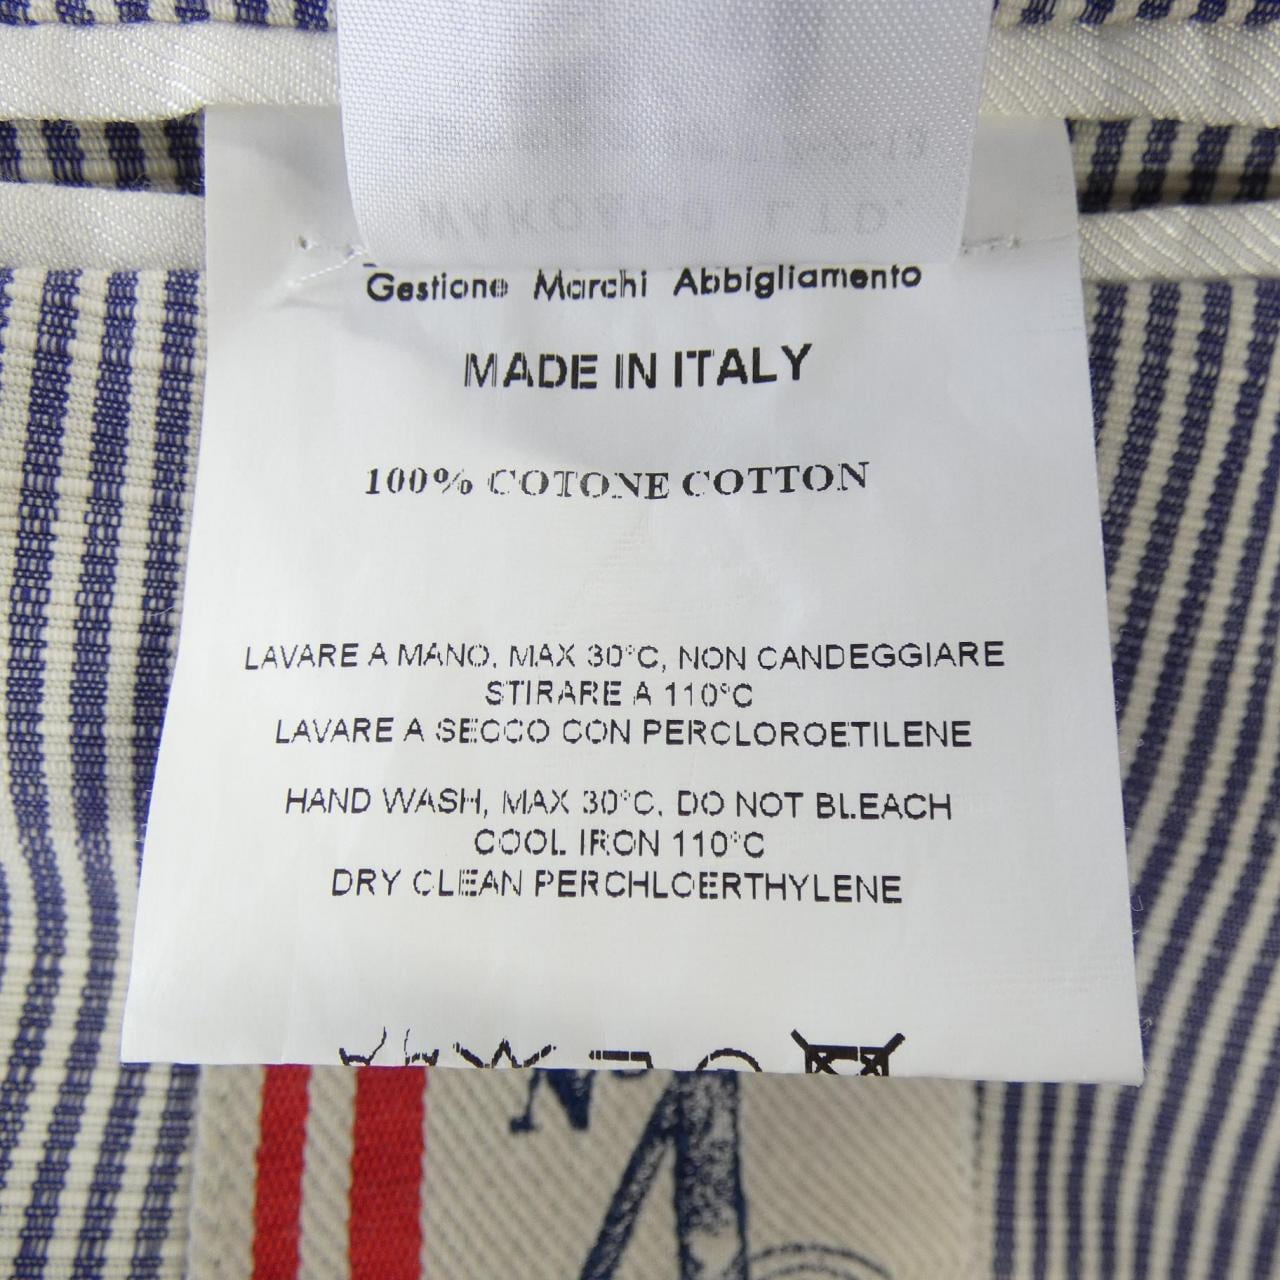 Gestione Marchi Abbigliamento
MADE IN ITALY
100% COTONE COTTON
LAVARE A MANO. MAX 30°C, NON CANDEGGIARE
STIRARE A 110°C
LAVARE A SECCO CON PERCLOROETILENE
HAND WASH, MAX 30°C. DO NOT BLEACH
COOL IRON 110°C
DRY CLEAN PERCHLOERTHYLENE
Nº